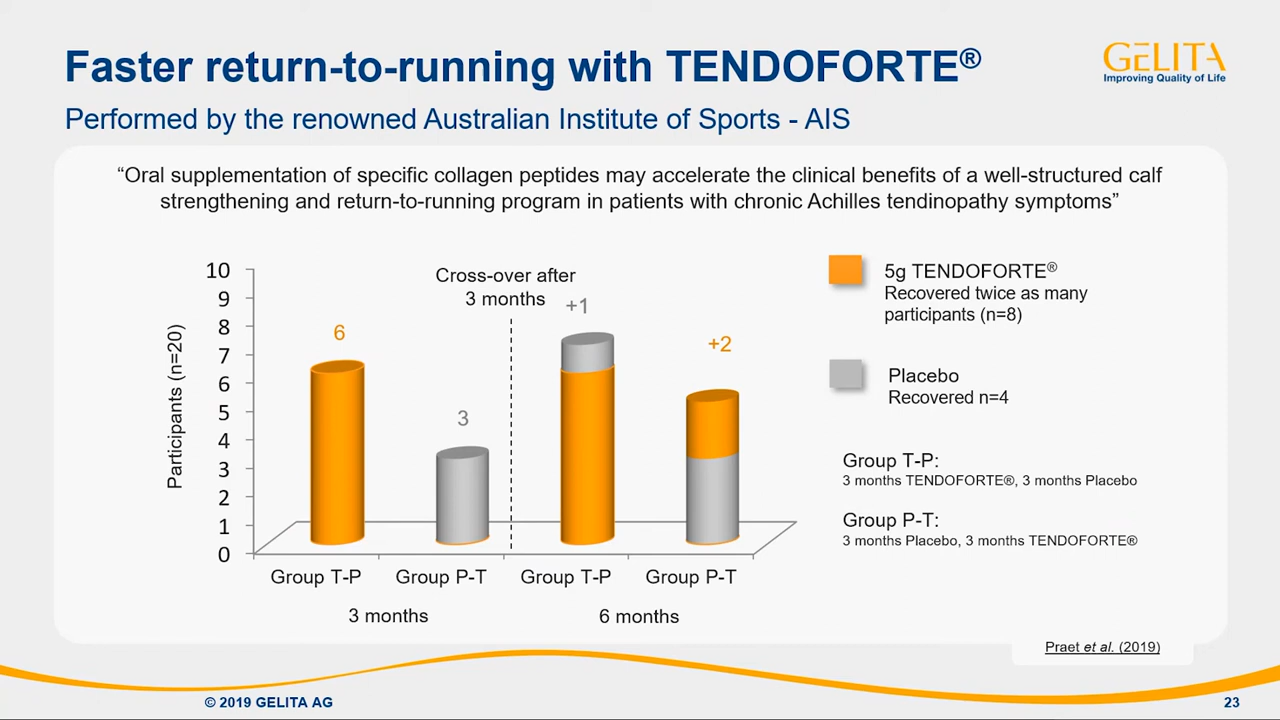 Faster return-to-running with TENDOFORTE®
GELITA
Improving Quality of Life
Performed by the renowned Australian Institute of Sports - AIS
“Oral supplementation of specific collagen peptides may accelerate the clinical benefits of a well-structured calf
strengthening and return-to-running program in patients with chronic Achilles tendinopathy symptoms”
Participants (n=20)
10
9
8
7
6
5
4
3
2
1
0
6
3
Cross-over after
3 months
+1
+2
Group T-P
Group P-T
Group T-P
Group P-T
3 months
6 months
5g TENDOFORTE®
Recovered twice as many
participants (n=8)
Placebo
Recovered n=4
Group T-P:
3 months TENDOFORTE®, 3 months Placebo
Group P-T:
3 months Placebo, 3 months TENDOFORTE®
Praet et al. (2019)
© 2019 GELITA AG
23